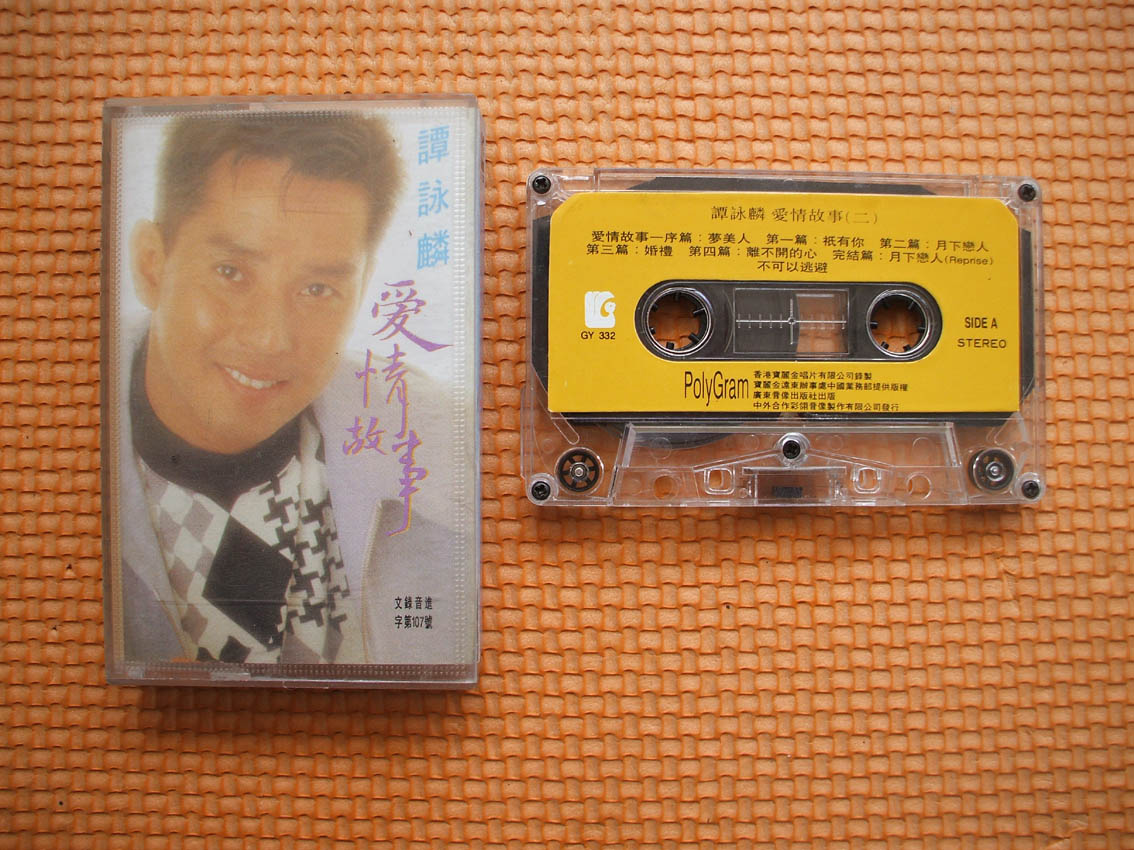 譚詠麟
愛情故事
文錄音進
字第107號
譚詠麟 愛情故事(二)
愛情故事—序篇：夢美人 第一篇：祇有你 第二篇：月下戀人
第三篇：婚禮 第四篇：離不開的心 完結篇：月下戀人(Reprise)
不可以逃避
GY 332
SIDE A
STEREO
PolyGram
香港寶麗金唱片有限公司錄製
寶麗金遠東辦事處中國業務部提供版權
廣東音像出版社出版
中外合作彩翎音像製作有限公司發行